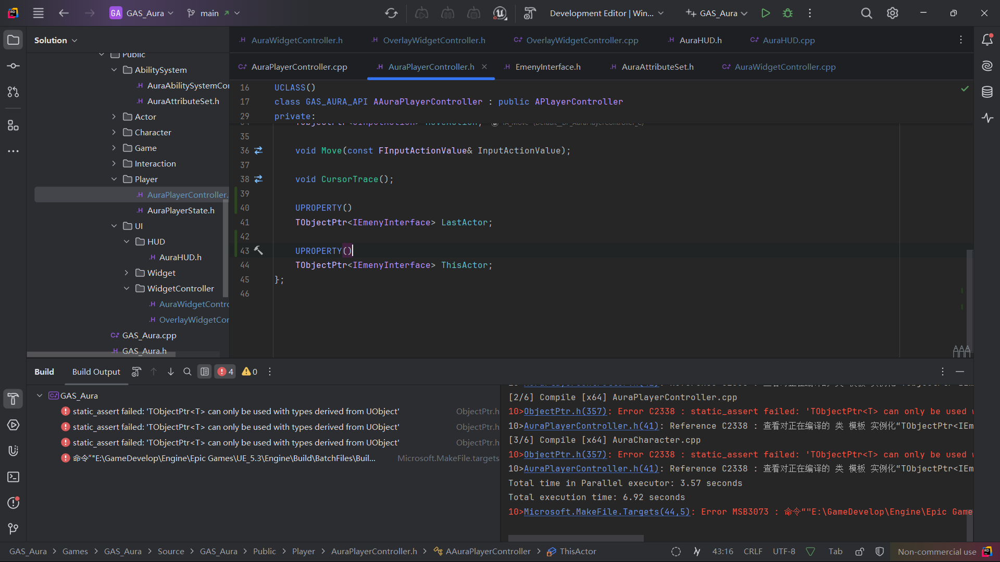 GA GAS_Aura main Development Editor | Win... GAS_Aura
Solution
Public
AbilitySystem
AuraAbilitySystemCo
AuraAttributeSet.h
Actor
Character
Game
Interaction
Player
AuraPlayerController.
AuraPlayerState.h
UI
HUD
AuraHUD.h
Widget
WidgetController
AuraWidgetContr
OverlayWidgetCo
GAS_Aura.cpp
GAS_Aura.h
.H AuraWidgetController.h .H OverlayWidgetController.h C+ OverlayWidgetController.cpp .H AuraHUD.h C+ AuraHUD.cpp
C+ AuraPlayerController.cpp .H AuraPlayerController.h .H EmenyInterface.h .H AuraAttributeSet.h C+ AuraWidgetController.cpp
16 UCLASS()
17 class GAS_AURA_API AAuraPlayerController : public APlayerController
29 private:
35
36 void Move(const FInputActionValue& InputActionValue);
37
38 void CursorTrace();
39
40 UPROPERTY()
41 TObjectPtr<IEmenyInterface> LastActor;
42
43 UPROPERTY()
44 TObjectPtr<IEmenyInterface> ThisActor;
45 };
46
Build Build Output 4 0
GAS_Aura
static_assert failed: 'TObjectPtr<T> can only be used with types derived from UObject' ObjectPtr.h
static_assert failed: 'TObjectPtr<T> can only be used with types derived from UObject' ObjectPtr.h
static_assert failed: 'TObjectPtr<T> can only be used with types derived from UObject' ObjectPtr.h
命令“"E:\GameDevelop\Engine\Epic Games\UE_5.3\Engine\Build\BatchFiles\Buil... Microsoft.MakeFile.targets
[2/6] Compile [x64] AuraPlayerController.cpp
10>ObjectPtr.h(357): Error C2338 : static_assert failed: 'TObjectPtr<T> can only be used
10>AuraPlayerController.h(41): Reference C2338 : 查看对正在编译的 类 模板 实例化“TObjectPtr<IEm
[3/6] Compile [x64] AuraCharacter.cpp
10>ObjectPtr.h(357): Error C2338 : static_assert failed: 'TObjectPtr<T> can only be used
10>AuraPlayerController.h(41): Reference C2338 : 查看对正在编译的 类 模板 实例化“TObjectPtr<IEm
Total time in Parallel executor: 3.57 seconds
Total execution time: 6.92 seconds
10>Microsoft.MakeFile.Targets(44,5): Error MSB3073 : 命令“"E:\GameDevelop\Engine\Epic Game
GAS_Aura > Games > GAS_Aura > Source > GAS_Aura > Public > Player > AuraPlayerController.h > AAuraPlayerController > ThisActor 43:16 CRLF UTF-8 Tab Non-commercial use